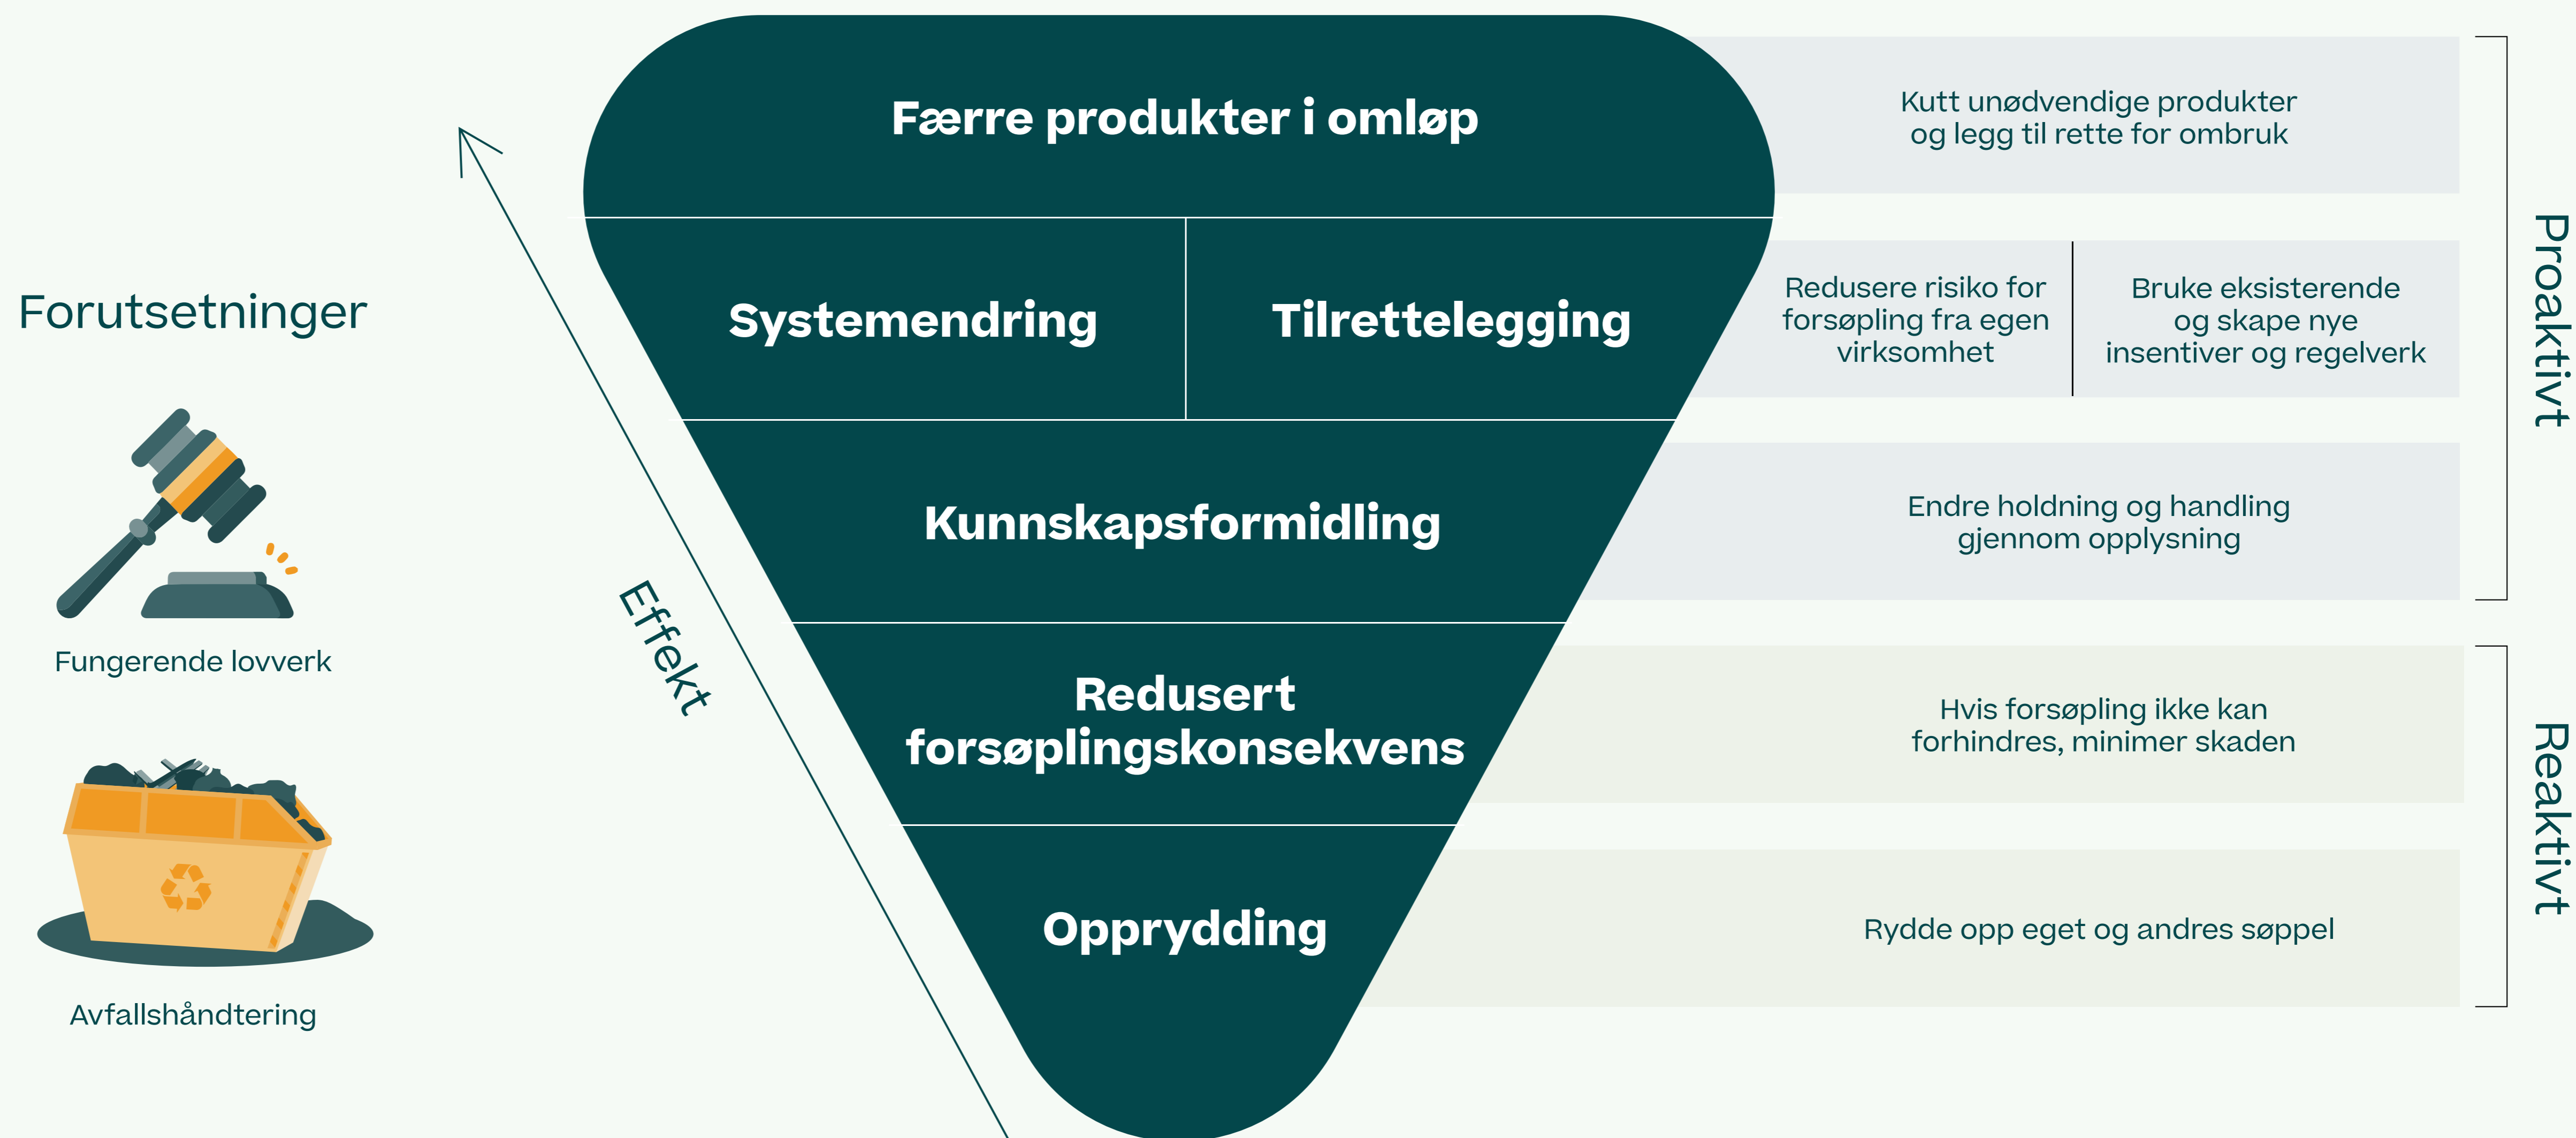 Forutsetninger
Fungerende lovverk
Avfallshåndtering
Effekt
Færre produkter i omløp
Kutt unødvendige produkter
og legg til rette for ombruk
Systemendring
Tilrettelegging
Redusere risiko for
forsøpling fra egen
virksomhet
Bruke eksisterende
og skape nye
insentiver og regelverk
Kunnskapsformidling
Endre holdning og handling
gjennom opplysning
Proaktivt
Redusert
forsøplingskonsekvens
Hvis forsøpling ikke kan
forhindres, minimer skaden
Opprydding
Rydde opp eget og andres søppel
Reaktivt